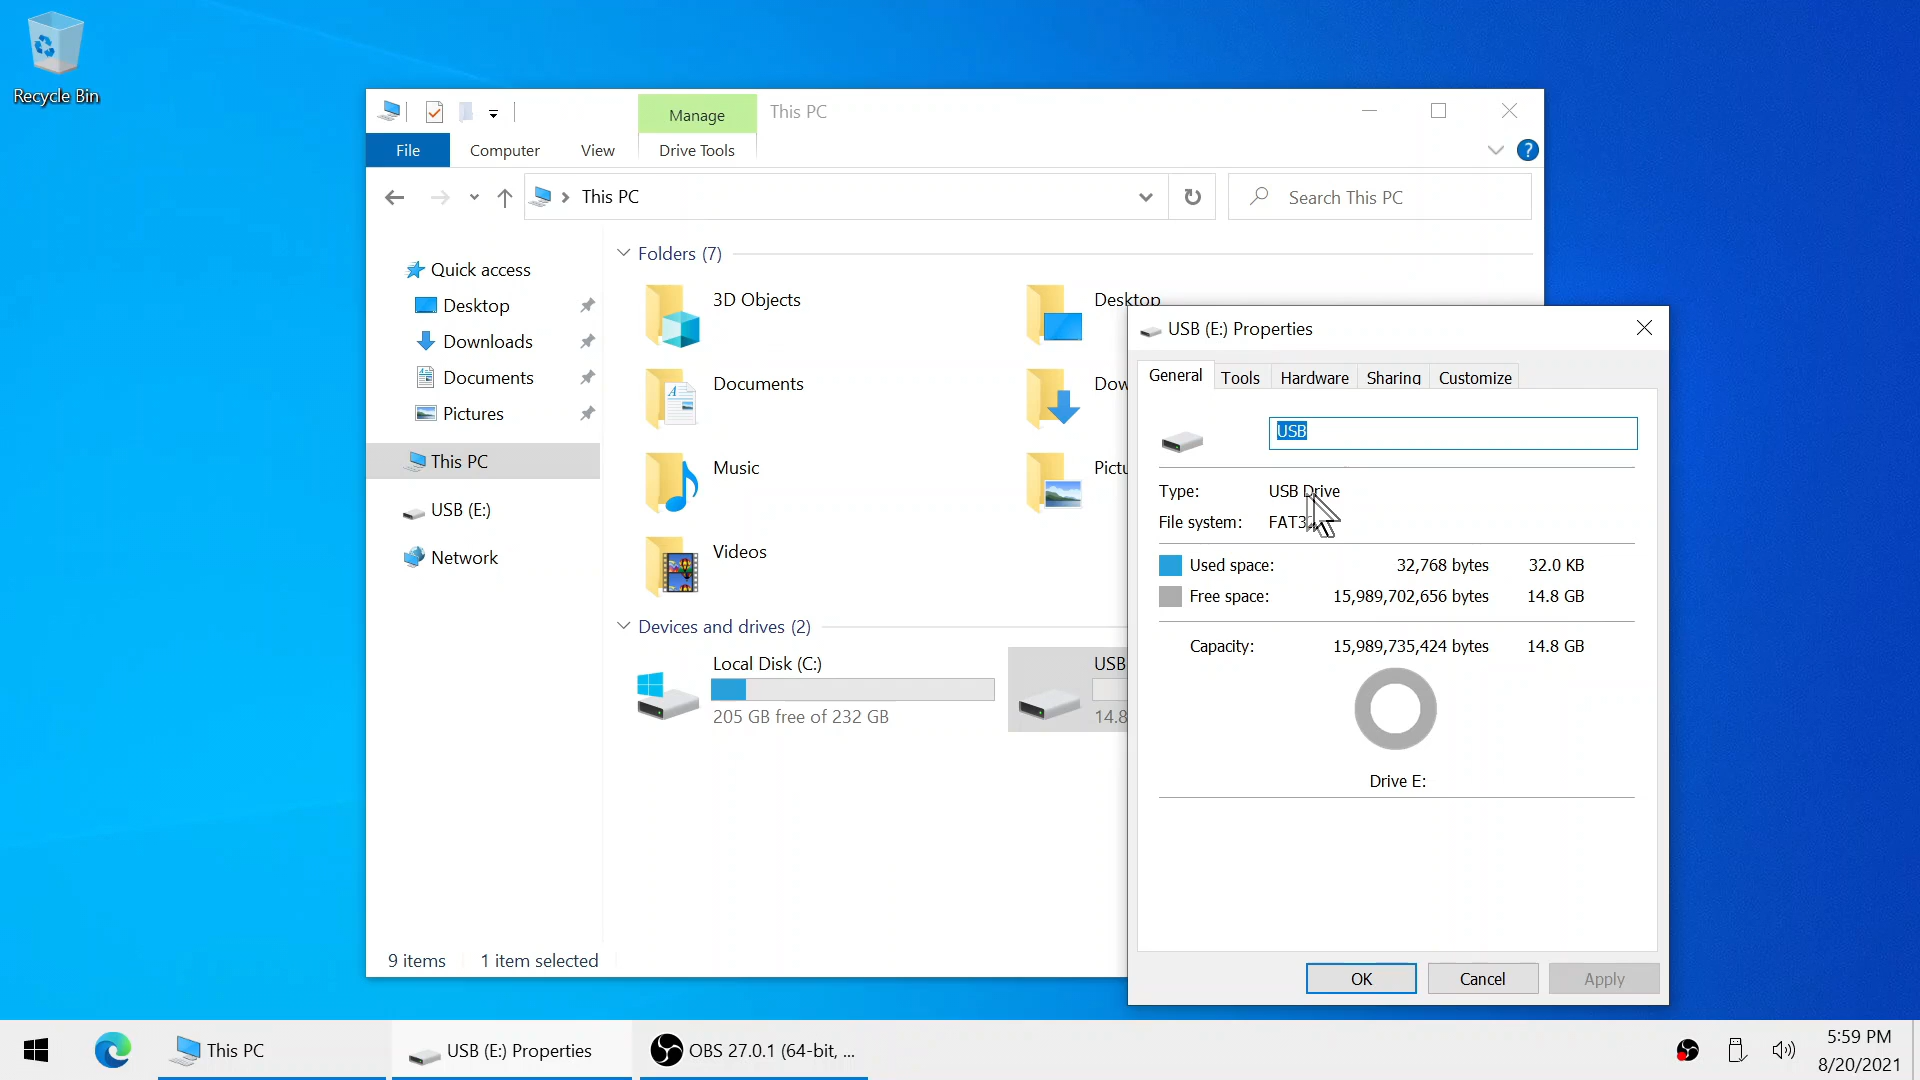 Recycle Bin
Manage
This PC
File
Computer
View
Drive Tools
?
This PC
Search This PC
Quick access
Desktop
Downloads
Documents
Pictures
This PC
USB (E:)
Network
Folders (7)
3D Objects
Desktop
Documents
Dow
Music
Pictu
Videos
Devices and drives (2)
Local Disk (C:)
205 GB free of 232 GB
USB
14.8
9 items
1 item selected
USB (E:) Properties
General
Tools
Hardware
Sharing
Customize
USB
Type: USB Drive
File system:
Used space: 32,768 bytes 32.0 KB
Free space: 15,989,702,656 bytes 14.8 GB
Capacity: 15,989,735,424 bytes 14.8 GB
Drive E:
OK
Cancel
Apply
This PC
USB (E:) Properties
OBS 27.0.1 (64-bit, ...
5:59 PM
8/20/2021